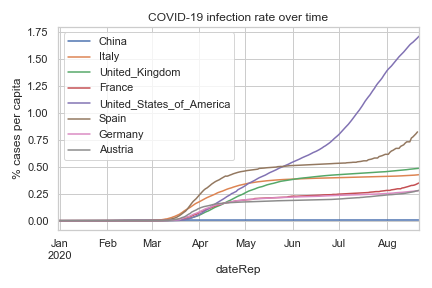 COVID-19 infection rate over time
% cases per capita
1.75
1.50
1.25
1.00
0.75
0.50
0.25
0.00
China
Italy
United_Kingdom
France
United_States_of_America
Spain
Germany
Austria
Jan Feb Mar Apr May Jun Jul Aug
2020
dateRep